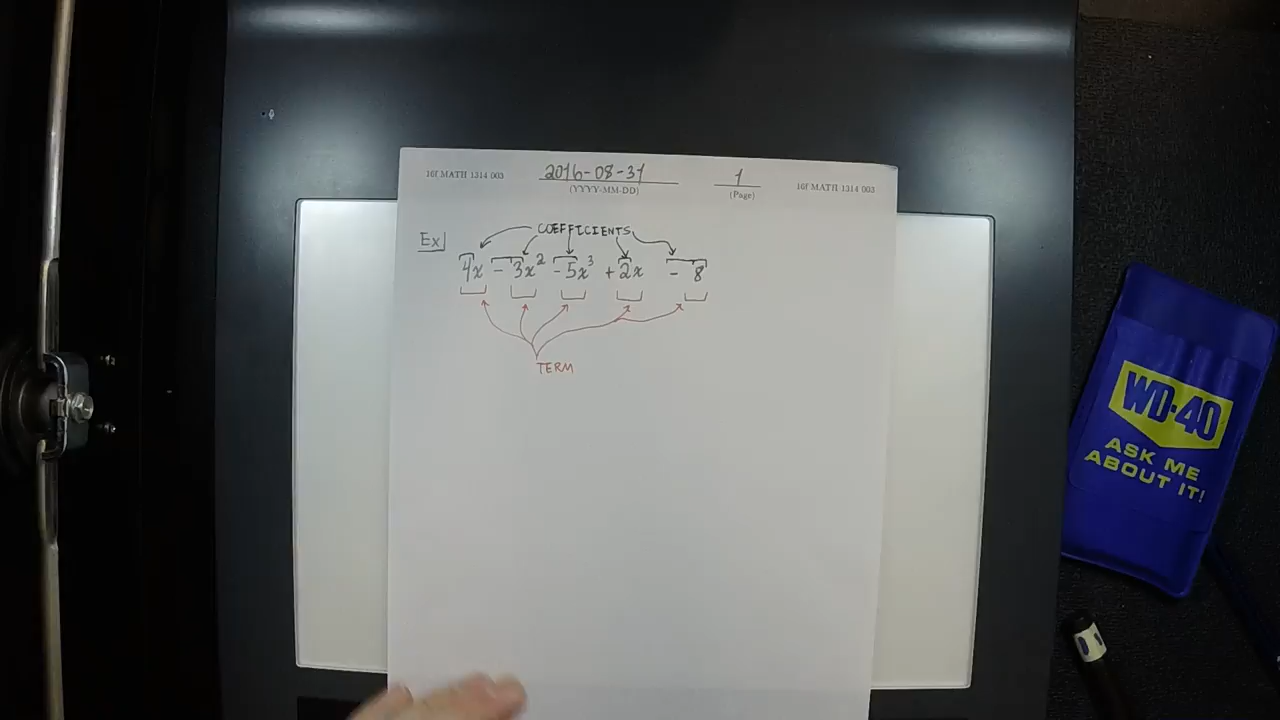 16f MATH 1314 003 2016-08-31 1 16f MATH 1314 003
(YYYY-MM-DD) (Page)
Ex COEFFICIENTS
4x - 3x² - 5x³ + 2x - 8
TERM
WD-40
ASK ME
ABOUT IT!